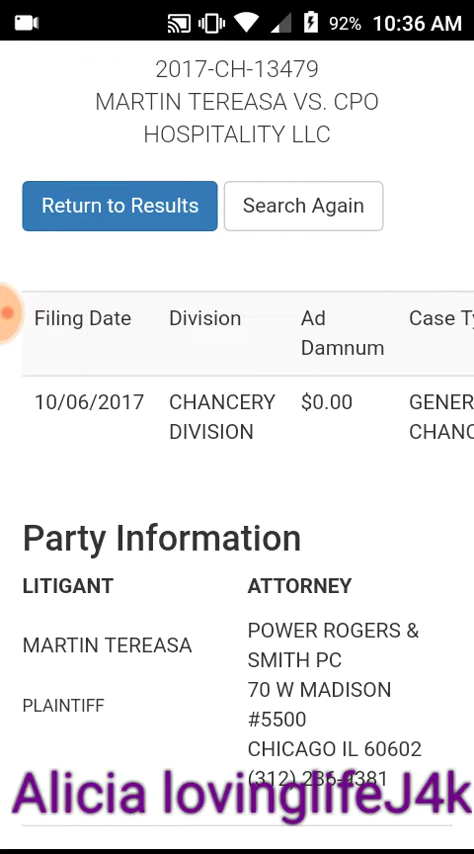 92% 10:36 AM
2017-CH-13479
MARTIN TEREASA VS. CPO
HOSPITALITY LLC
Return to Results Search Again
Filing Date Division Ad Case
Damnum
10/06/2017 CHANCERY $0.00
DIVISION
Party Information
LITIGANT ATTORNEY
MARTIN TEREASA
PLAINTIFF
POWER ROGERS &
SMITH PC
70 W MADISON
#5500
CHICAGO IL 60602
(312)
Alicia lovinglifeJ4k